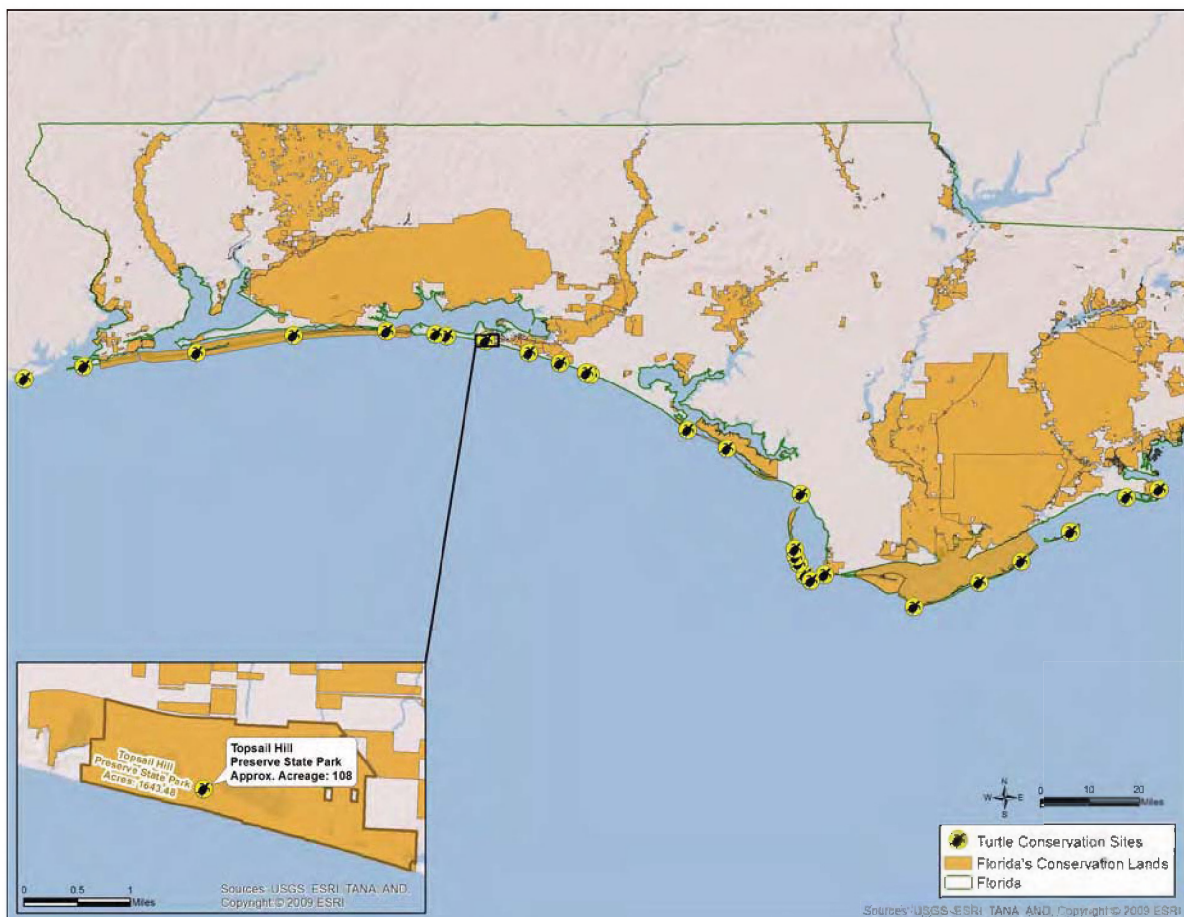 Topsail Hill
Preserve State Park
Acres: 1643.48
Topsail Hill
Preserve State Park
Approx. Acreage: 108
0 0.5 1
Miles
Sources: USGS, ESRI, TANA, AND,
Copyright © 2009 ESRI
N
W E
S
0 10 20
Miles
Turtle Conservation Sites
Florida's Conservation Lands
Florida
Sources: USGS, ESRI, TANA, AND, Copyright © 2009 ESRI